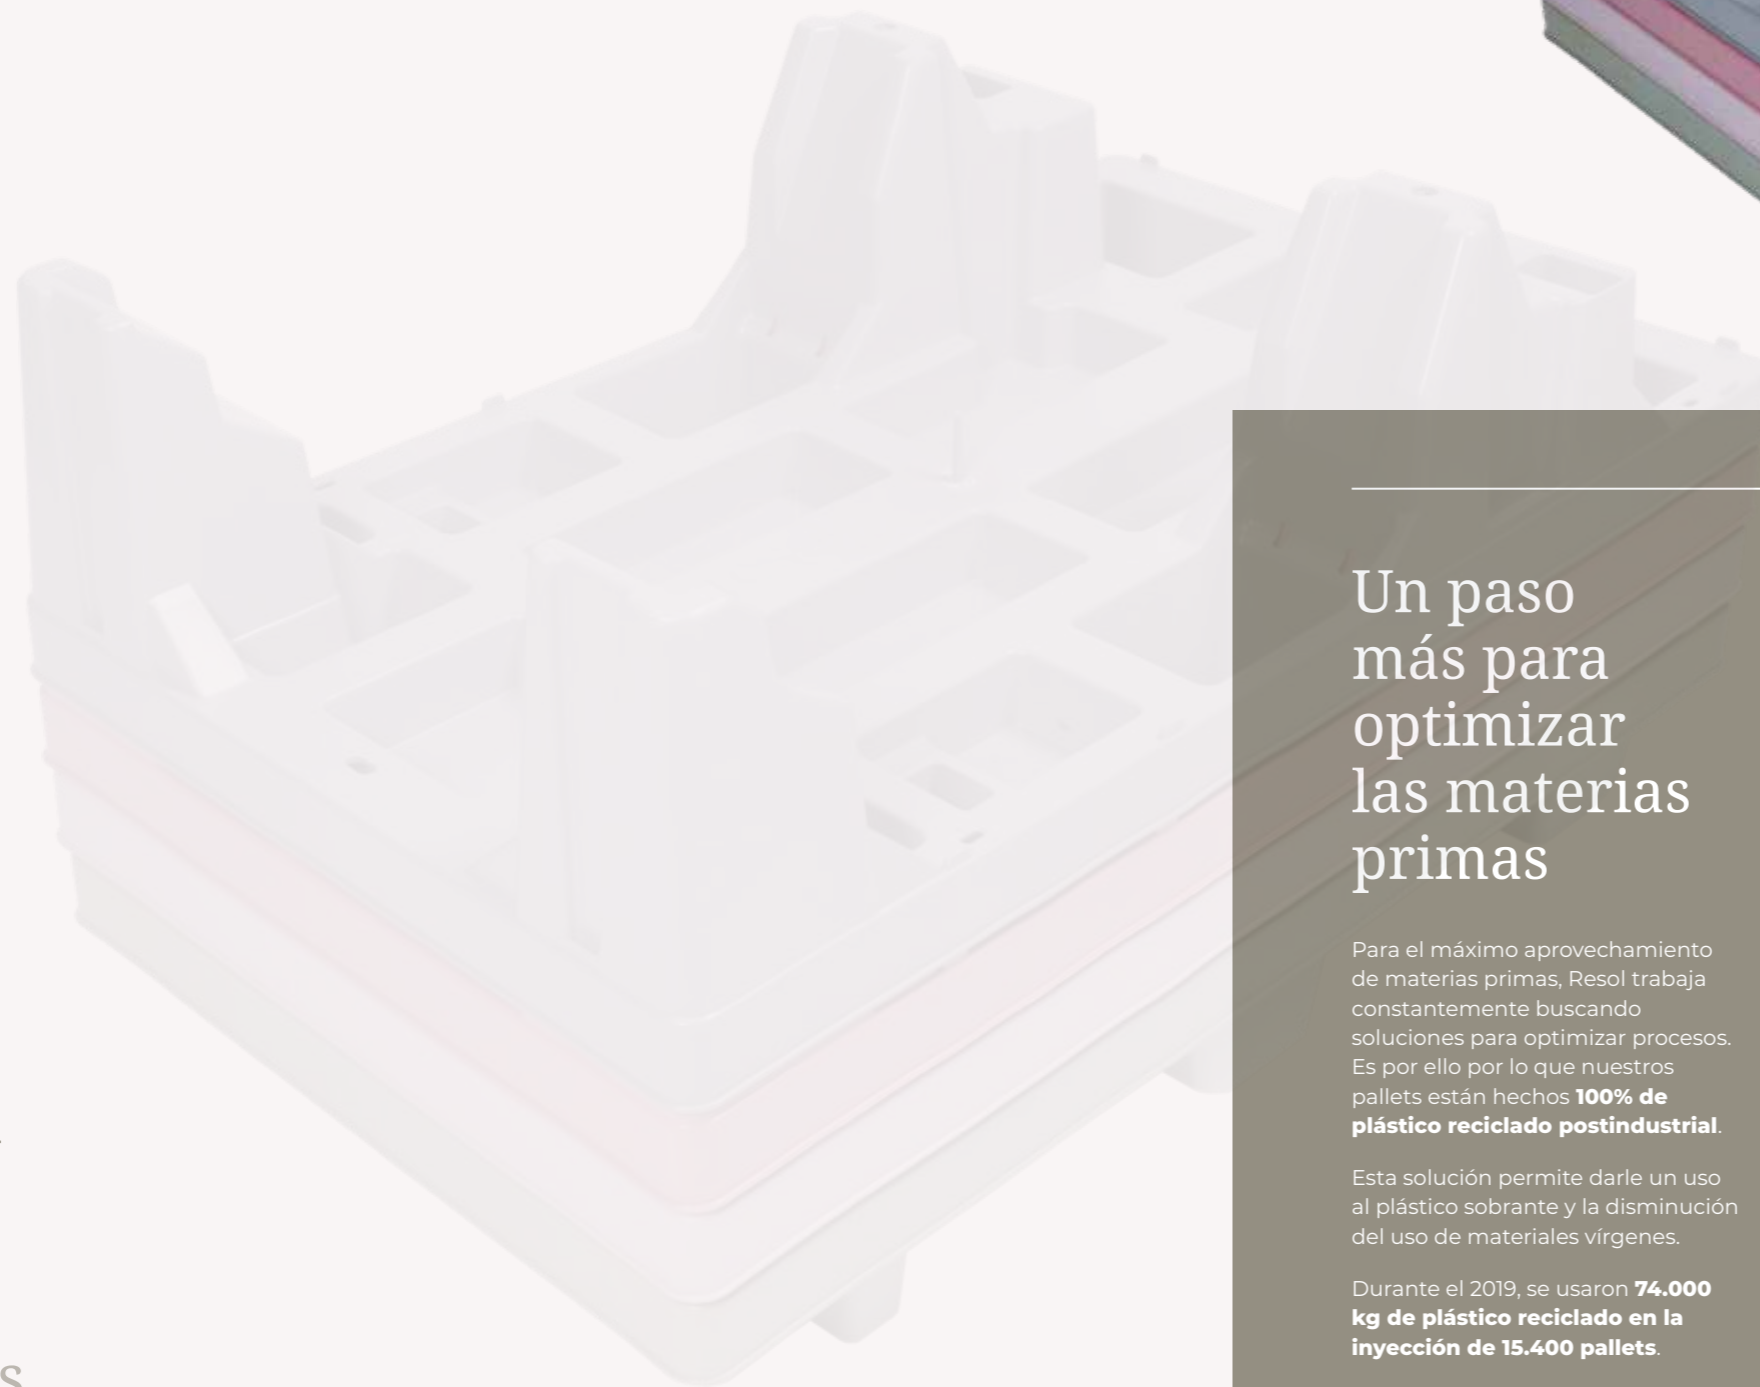 Un paso
más para
optimizar
las materias
primas
Para el máximo aprovechamiento
de materias primas, Resol trabaja
constantemente buscando
soluciones para optimizar procesos.
Es por ello por lo que nuestros
pallets están hechos 100% de
plástico reciclado postindustrial.
Esta solución permite darle un uso
al plástico sobrante y la disminución
del uso de materiales vírgenes.
Durante el 2019, se usaron 74.000
kg de plástico reciclado en la
inyección de 15.400 pallets.